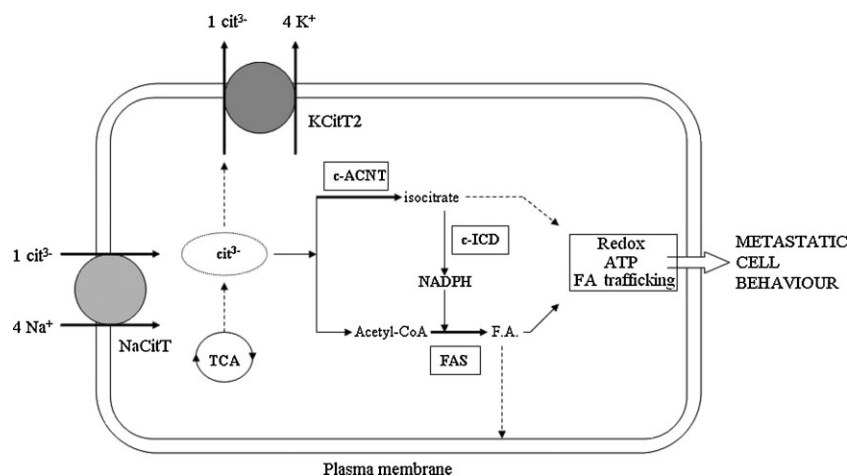 1 cit³⁻ 4 K⁺
KCitT2
c-ACNT
isocitrate
c-ICD
1 cit³⁻
cit³⁻
NADPH
Redox
ATP
FA trafficking
METASTATIC
CELL
BEHAVIOUR
4 Na⁺
NaCitT
TCA
Acetyl-CoA
F.A.
FAS
Plasma membrane